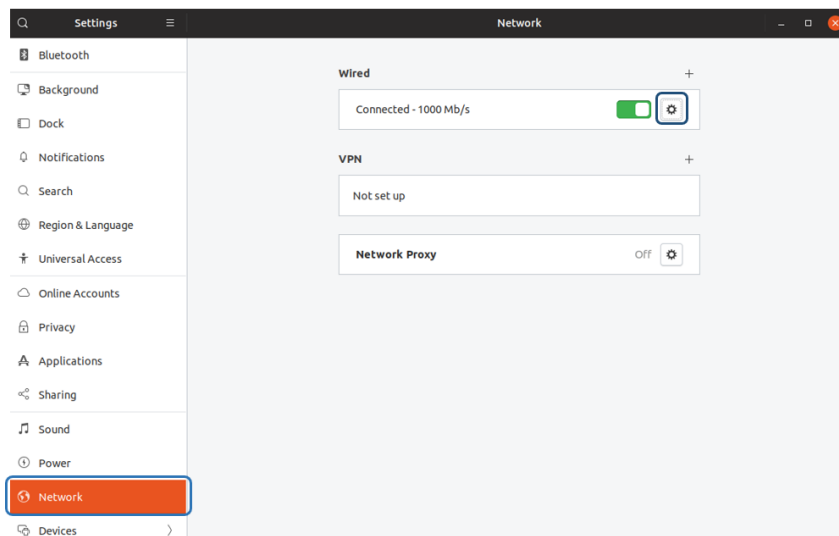 Settings
Network
Bluetooth
Background
Dock
Notifications
Search
Region & Language
Universal Access
Online Accounts
Privacy
Applications
Sharing
Sound
Power
Network
Devices
Wired
Connected - 1000 Mb/s
VPN
Not set up
Network Proxy
Off